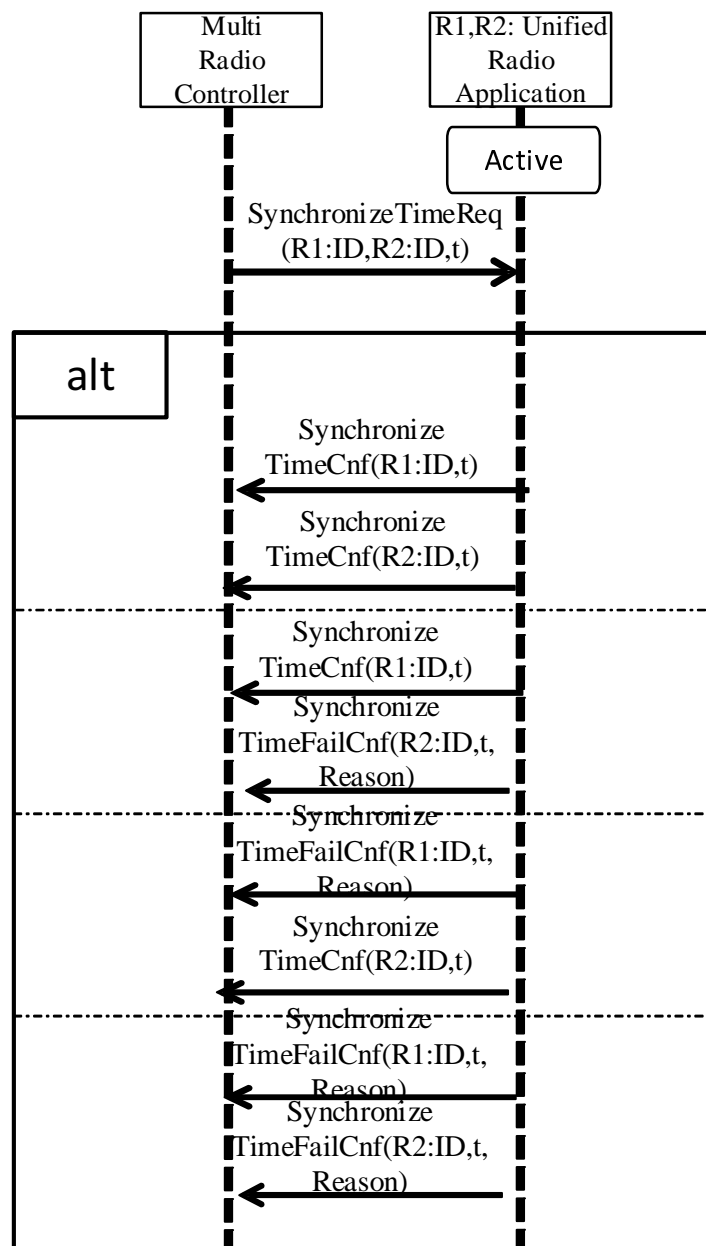 Multi
Radio
Controller
R1,R2: Unified
Radio
Application
Active
SynchronizeTimeReq
(R1:ID,R2:ID,t)
alt
Synchronize
TimeCnf(R1:ID,t)
Synchronize
TimeCnf(R2:ID,t)
Synchronize
TimeCnf(R1:ID,t)
Synchronize
TimeFailCnf(R2:ID,t,
Reason)
Synchronize
TimeFailCnf(R1:ID,t,
Reason)
Synchronize
TimeCnf(R2:ID,t)
Synchronize
TimeFailCnf(R1:ID,t,
Reason)
Synchronize
TimeFailCnf(R2:ID,t,
Reason)